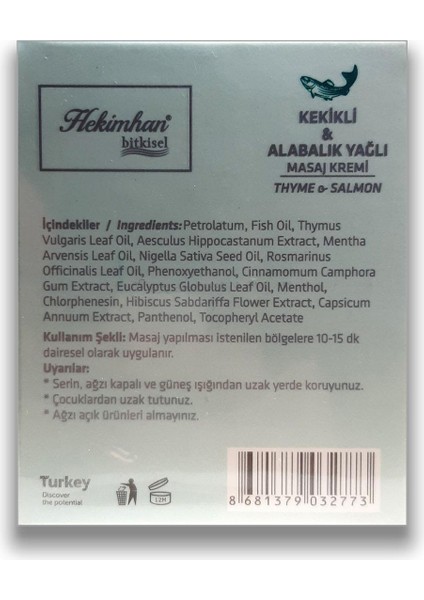 Hekimhan®
bitkisel
KEKİKLİ
&
ALABALIK YAĞLI
MASAJ KREMİ
THYME & SALMON
İçindekiler / Ingredients: Petrolatum, Fish Oil, Thymus
Vulgaris Leaf Oil, Aesculus Hippocastanum Extract, Mentha
Arvensis Leaf Oil, Nigella Sativa Seed Oil, Rosmarinus
Officinalis Leaf Oil, Phenoxyethanol, Cinnamomum Camphora
Gum Extract, Eucalyptus Globulus Leaf Oil, Menthol,
Chlorphenesin, Hibiscus Sabdariffa Flower Extract, Capsicum
Annuum Extract, Panthenol, Tocopheryl Acetate
Kullanım Şekli: Masaj yapılması istenilen bölgelere 10-15 dk
dairesel olarak uygulanır.
Uyarılar:
* Serin, ağzı kapalı ve güneş ışığından uzak yerde koruyunuz.
* Çocuklardan uzak tutunuz.
* Ağzı açık ürünleri almayınız.
Turkey
Discover
the potential
12M
8 681379 032773